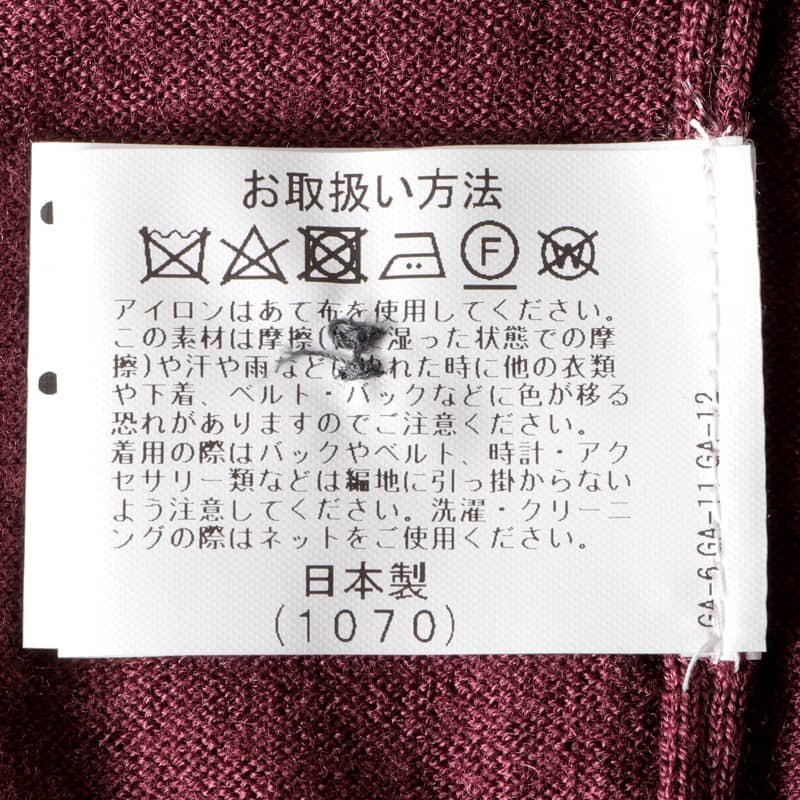 お取扱い方法
F W
アイロンはあて布を使用してください。
この素材は摩擦( 湿った状態での摩
擦)や汗や雨など ぬれた時に他の衣類
や下着、ベルト・バックなどに色が移る
恐れがありますのでご注意ください。
着用の際はバックやベルト、時計・アク
セサリー類などは編地に引っ掛からない
よう注意してください。洗濯・クリーニ
ングの際はネットをご使用ください。
日本製
(1070)
GA-6 GA-11 GA-12